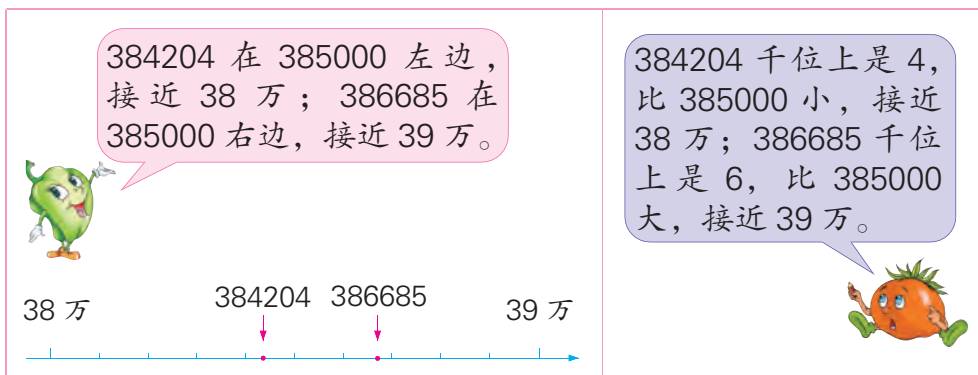 384204 在 385000 左边，
接近 38 万；386685 在
385000 右边，接近 39 万。
384204 千位上是 4，
比 385000 小，接近
38 万；386685 千位
上是 6，比 385000
大，接近 39 万。
38 万 384204 386685 39 万